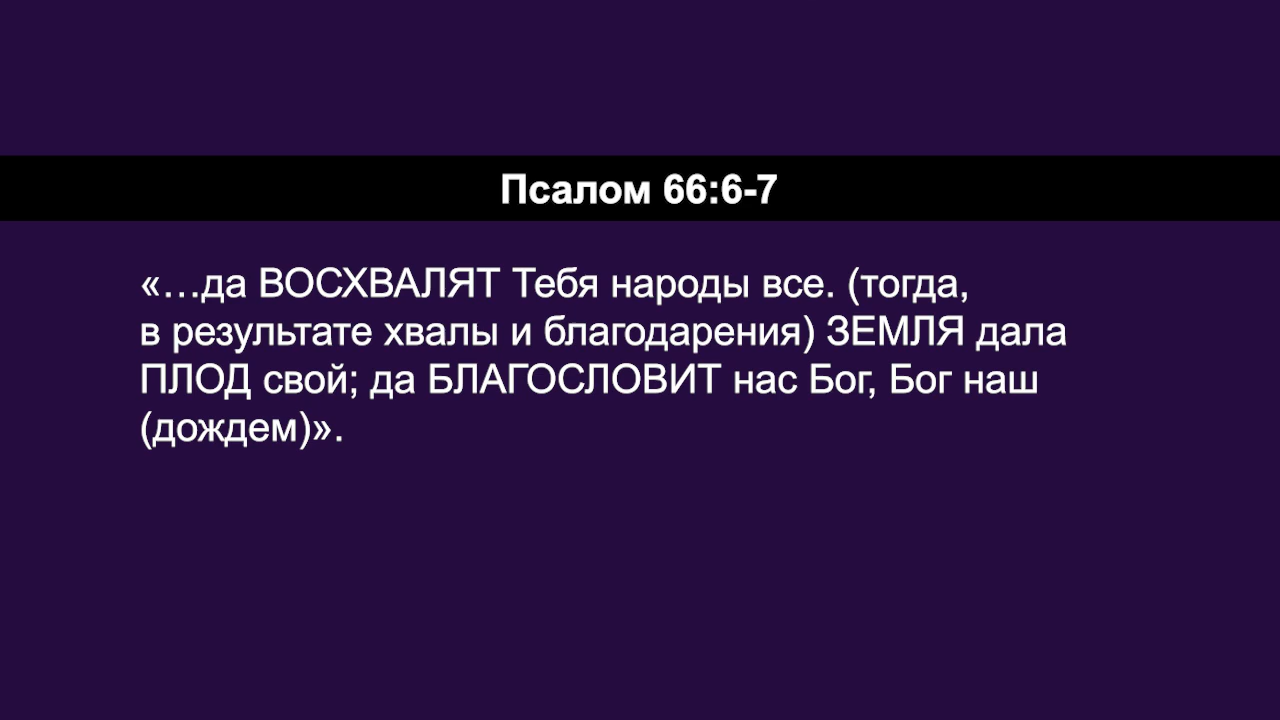 Псалом 66:6-7
«…да ВОСХВАЛЯТ Тебя народы все. (тогда,
в результате хвалы и благодарения) ЗЕМЛЯ дала
ПЛОД свой; да БЛАГОСЛОВИТ нас Бог, Бог наш
(дождем)».